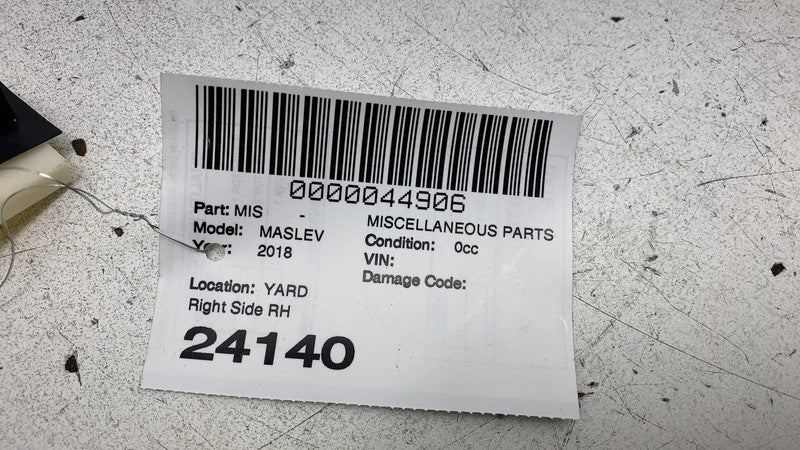 0000044906
Part: MIS - MISCELLANEOUS PARTS
Model: MASLEV Condition: 0cc
Year: 2018 VIN:
Damage Code:
Location: YARD
Right Side RH
24140